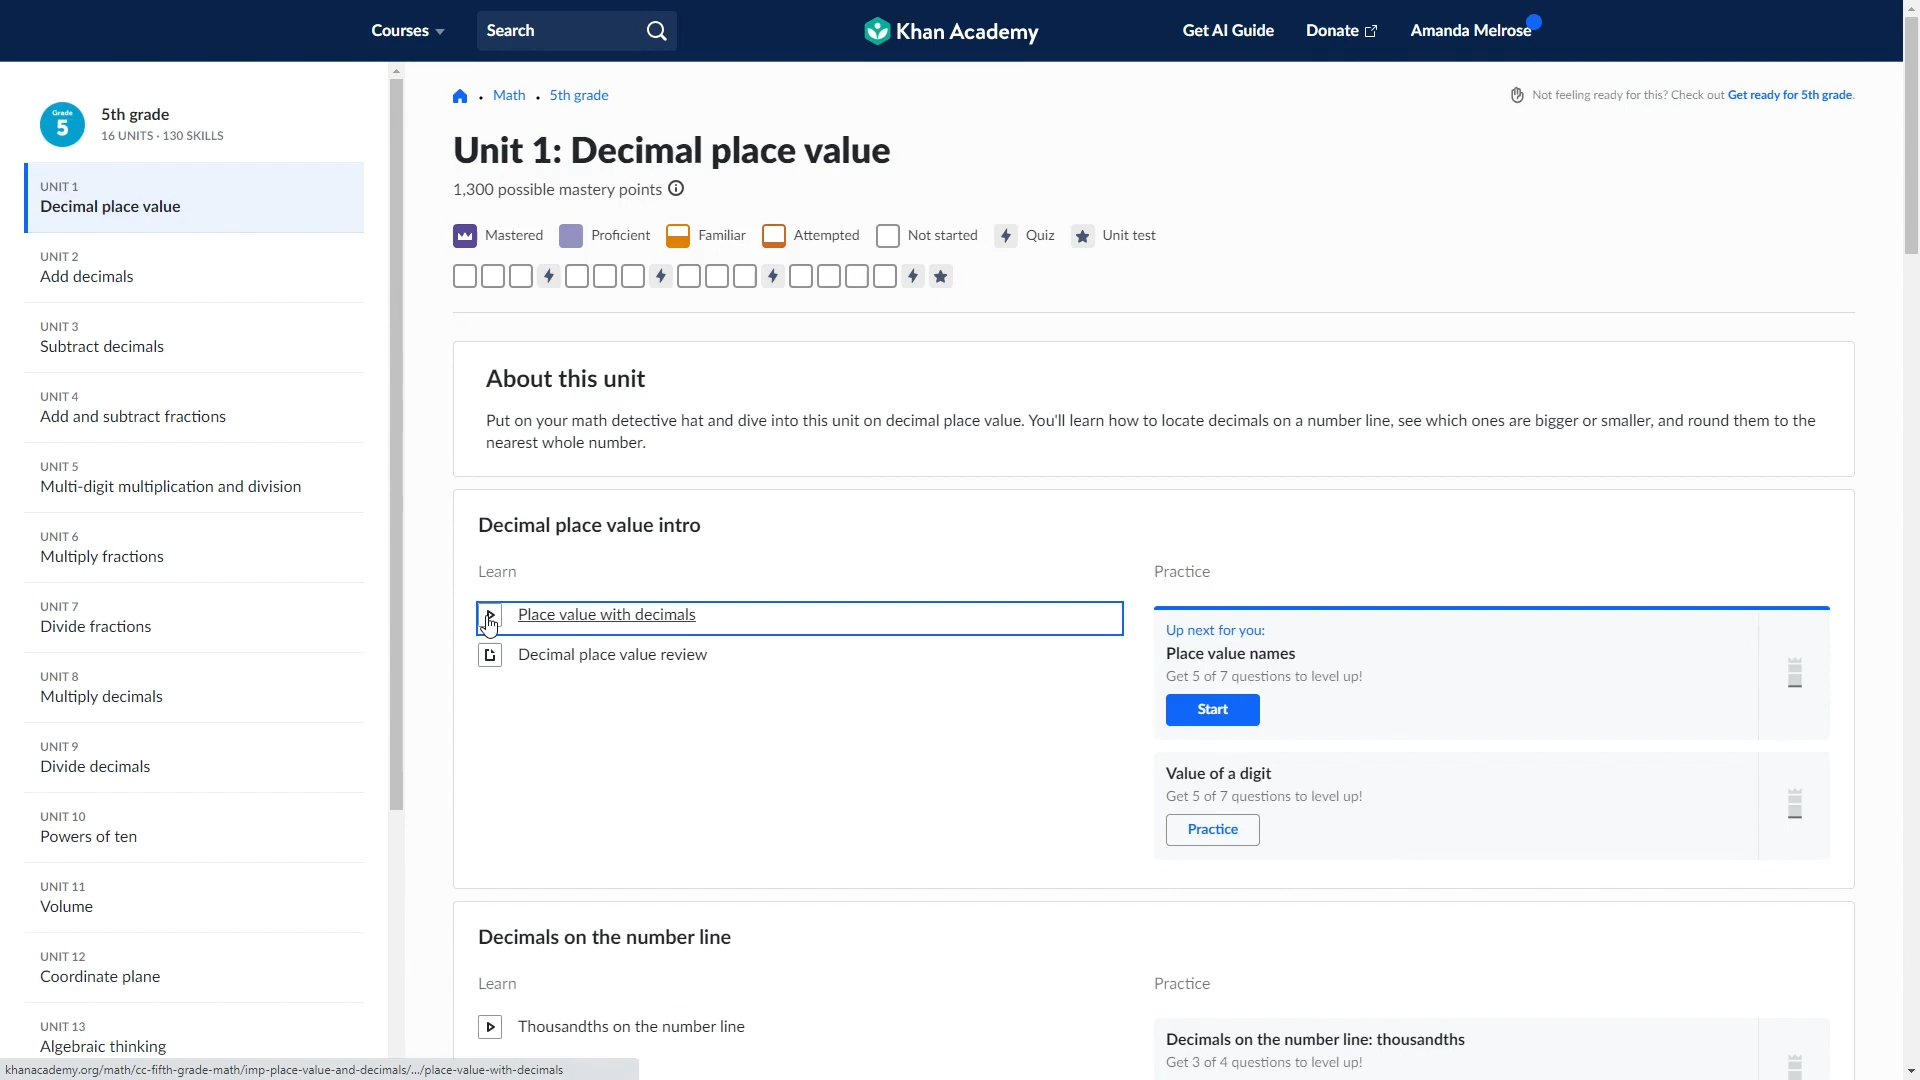 Courses
Search
Khan Academy
Get AI Guide
Donate
Amanda Melrose
Grade
5
5th grade
16 UNITS · 130 SKILLS
UNIT 1
Decimal place value
UNIT 2
Add decimals
UNIT 3
Subtract decimals
UNIT 4
Add and subtract fractions
UNIT 5
Multi-digit multiplication and division
UNIT 6
Multiply fractions
UNIT 7
Divide fractions
UNIT 8
Multiply decimals
UNIT 9
Divide decimals
UNIT 10
Powers of ten
UNIT 11
Volume
UNIT 12
Coordinate plane
UNIT 13
Algebraic thinking
Math
5th grade
Not feeling ready for this? Check out Get ready for 5th grade.
Unit 1: Decimal place value
1,300 possible mastery points
Mastered
Proficient
Familiar
Attempted
Not started
Quiz
Unit test
About this unit
Put on your math detective hat and dive into this unit on decimal place value. You'll learn how to locate decimals on a number line, see which ones are bigger or smaller, and round them to the
nearest whole number.
Decimal place value intro
Learn
Place value with decimals
Decimal place value review
Practice
Up next for you:
Place value names
Get 5 of 7 questions to level up!
Start
Value of a digit
Get 5 of 7 questions to level up!
Practice
Decimals on the number line
Learn
Thousandths on the number line
Practice
Decimals on the number line: thousandths
Get 3 of 4 questions to level up!
khanacademy.org/math/cc-fifth-grade-math/imp-place-value-and-decimals/.../place-value-with-decimals